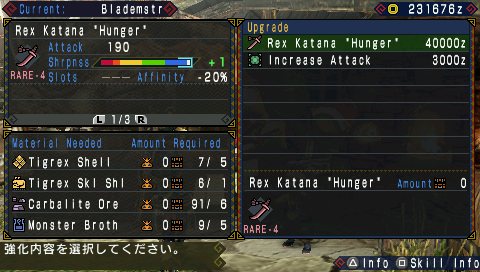 Current: Blademstr
231676z
Rex Katana "Hunger"
Attack 190
Shrpnss +1
RARE-4
Slots --- Affinity -20%
L 1/3 R
Material Needed Amount Required
Tigrex Shell 0 7/ 5
Tigrex Skl Shl 0 6/ 1
Carbalite Ore 0 91/ 6
Monster Broth 0 9/ 5
Upgrade
Rex Katana "Hunger" 40000z
Increase Attack 3000z
Rex Katana "Hunger" Amount 0
RARE-4
強化内容を選択してください。
Info Skill Info